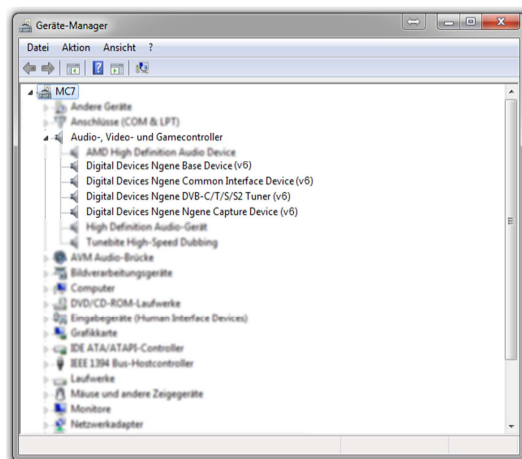 Geräte-Manager
Datei Aktion Ansicht ?
MC7
Andere Geräte
Anschlüsse (COM & LPT)
Audio-, Video- und Gamecontroller
AMD High Definition Audio Device
Digital Devices Ngene Base Device (v6)
Digital Devices Ngene Common Interface Device (v6)
Digital Devices Ngene DVB-C/T/S/S2 Tuner (v6)
Digital Devices Ngene Ngene Capture Device (v6)
High Definition Audio-Gerät
Tunebite High-Speed Dubbing
AVM Audio-Brücke
Bildverarbeitungsgeräte
Computer
DVD/CD-ROM-Laufwerke
Eingabegeräte (Human Interface Devices)
Grafikkarte
IDE ATA/ATAPI-Controller
IEEE 1394 Bus-Hostcontroller
Laufwerke
Mäuse und andere Zeigegeräte
Monitore
Netzwerkadapter